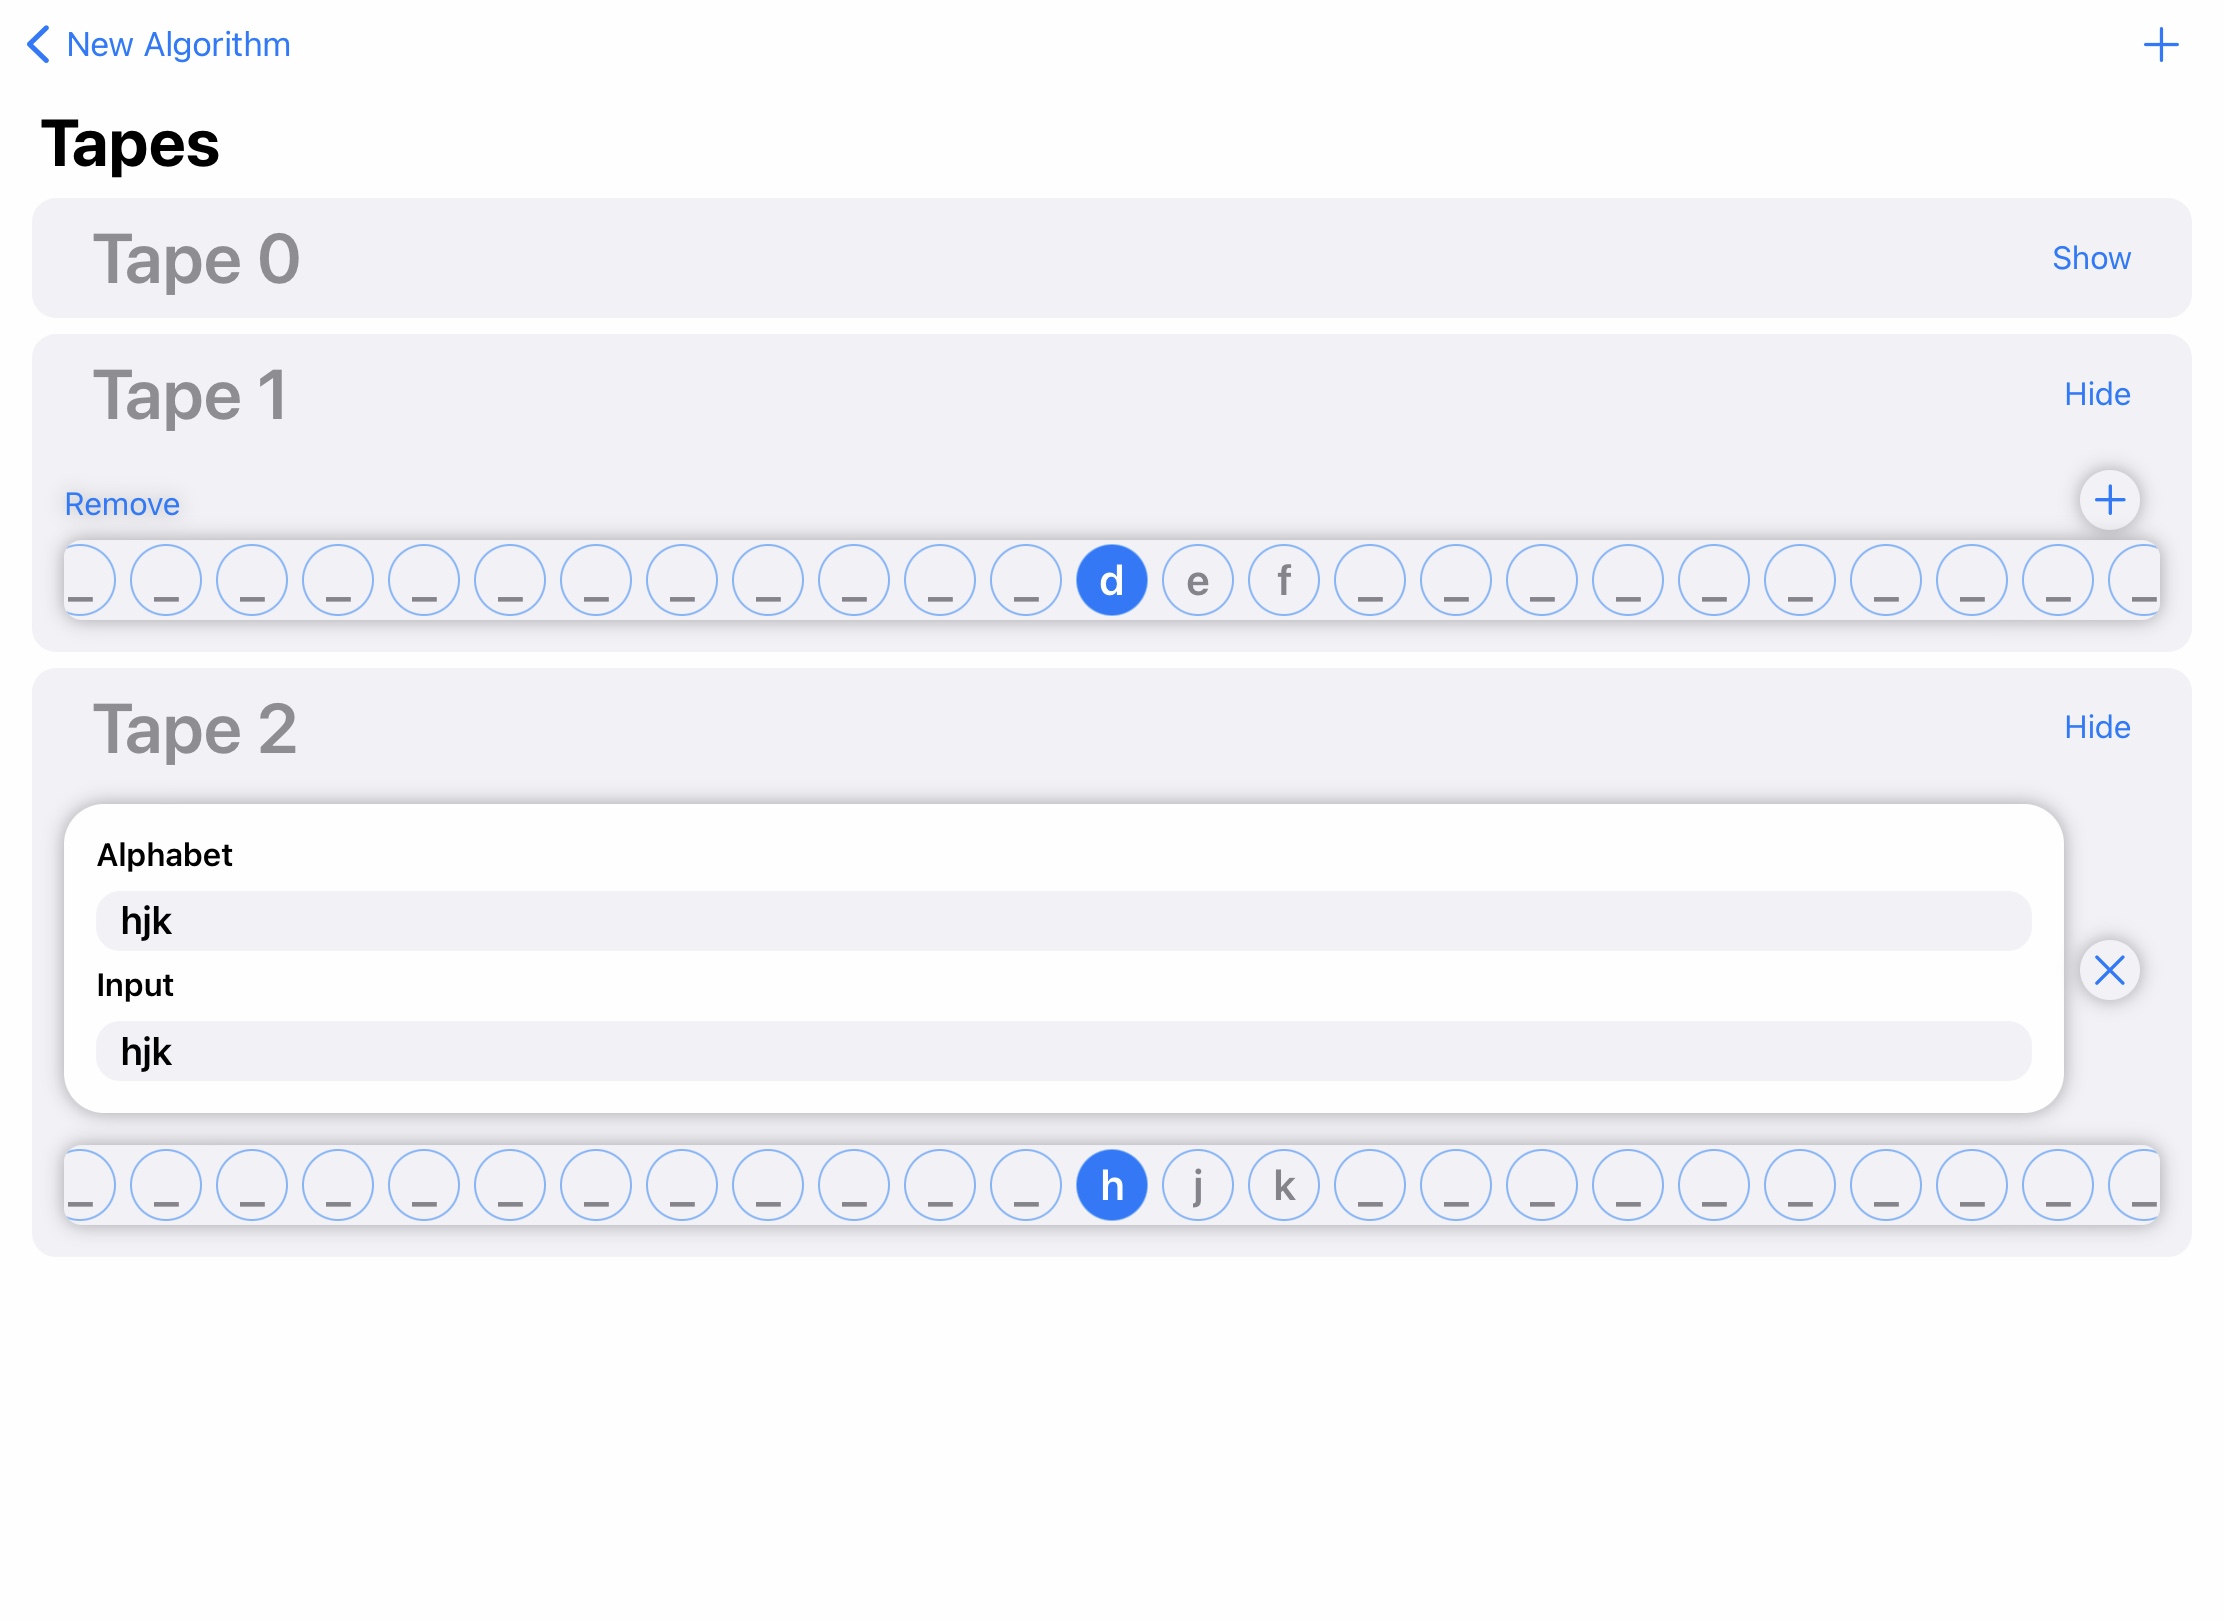 New Algorithm
Tapes
Tape 0 Show
Tape 1 Hide
Remove
_ _ _ _ _ _ _ _ _ _ _ _ d e f _ _ _ _ _ _ _ _ _ _
Tape 2 Hide
Alphabet
hjk
Input
hjk
_ _ _ _ _ _ _ _ _ _ _ _ h j k _ _ _ _ _ _ _ _ _ _